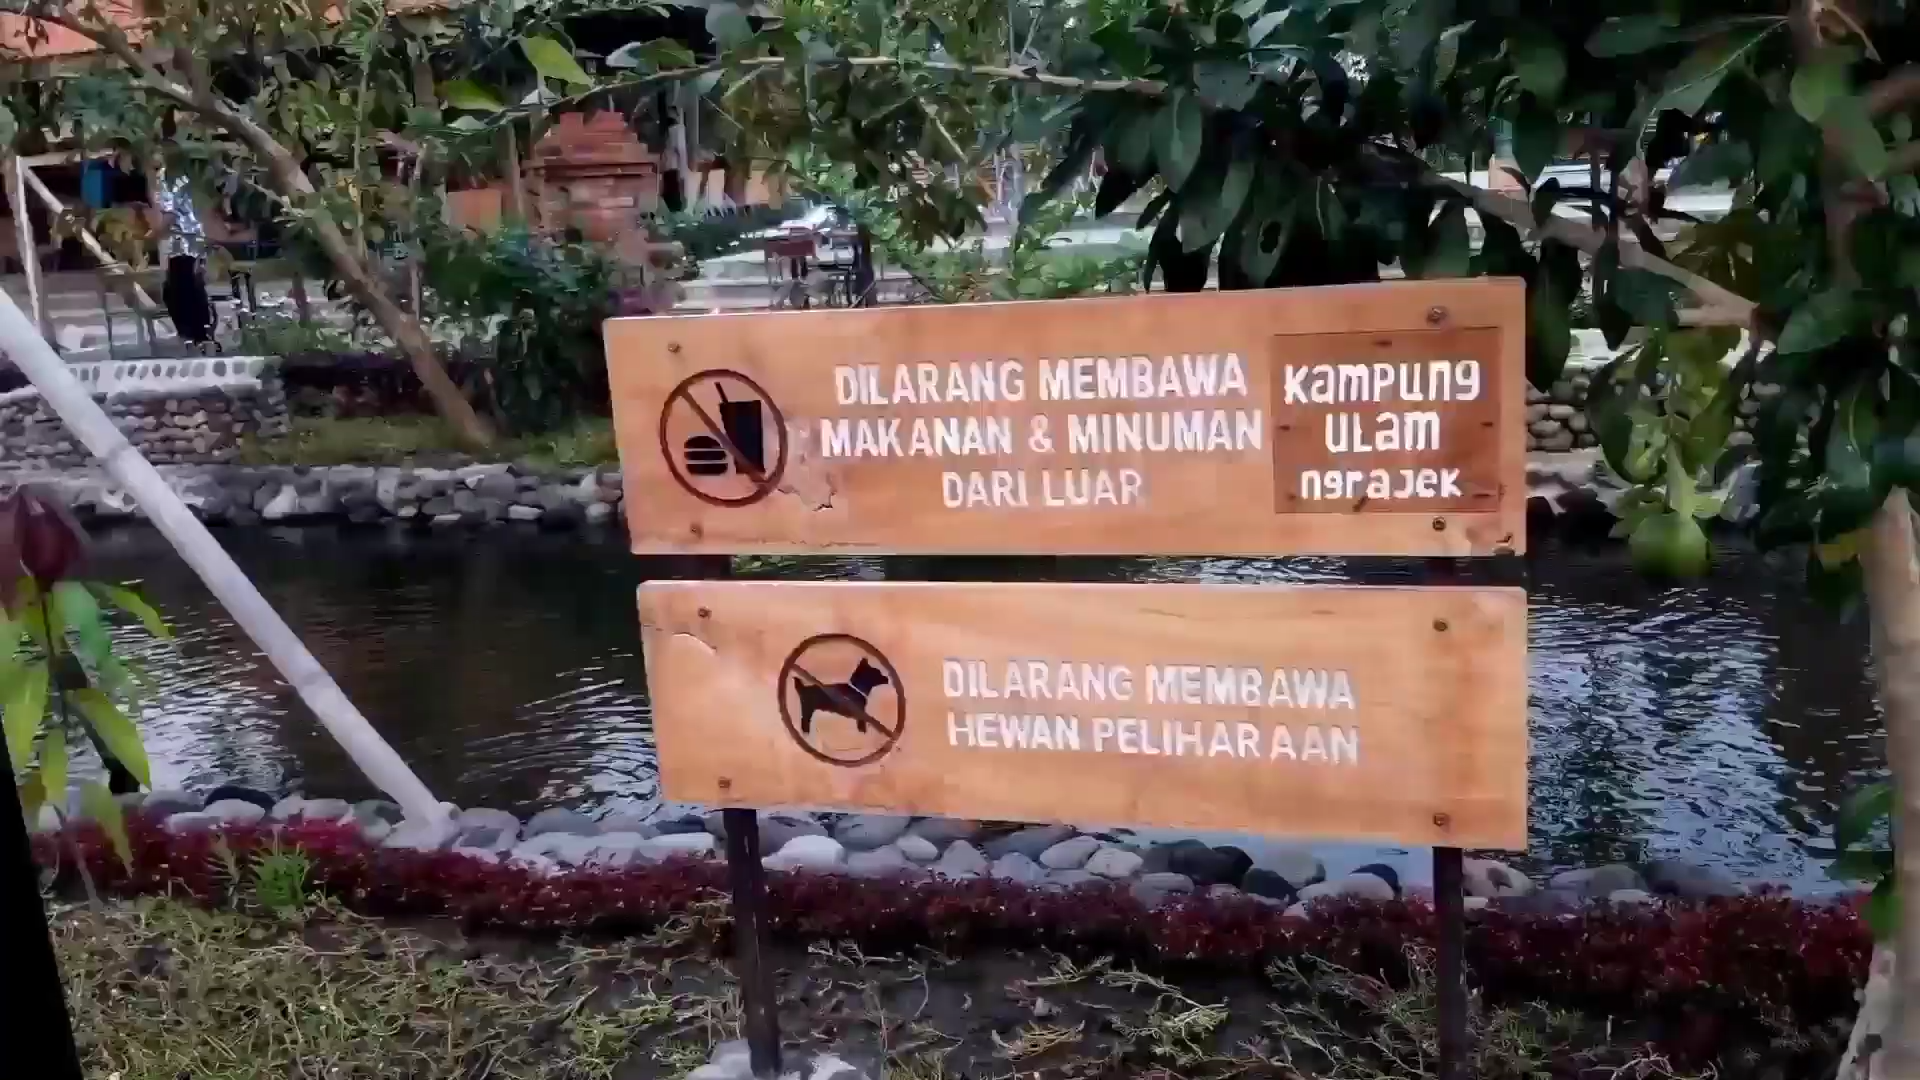 DILARANG MEMBAWA
MAKANAN & MINUMAN
DARI LUAR
Kampung
ULam
ngrajek
DILARANG MEMBAWA
HEWAN PELIHARAAN